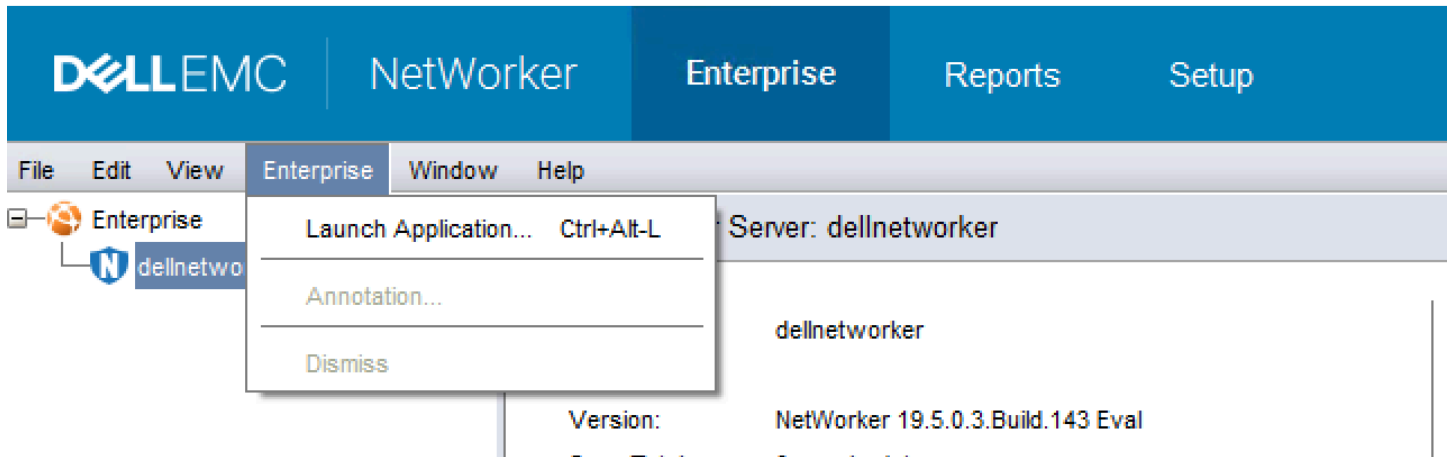 DELLEMC NetWorker Enterprise Reports Setup
File Edit View Enterprise Window Help
Enterprise
dellnetwo
Launch Application... Ctrl+Alt-L
Annotation...
Dismiss
Server: dellnetworker
dellnetworker
Version: NetWorker 19.5.0.3.Build.143 Eval